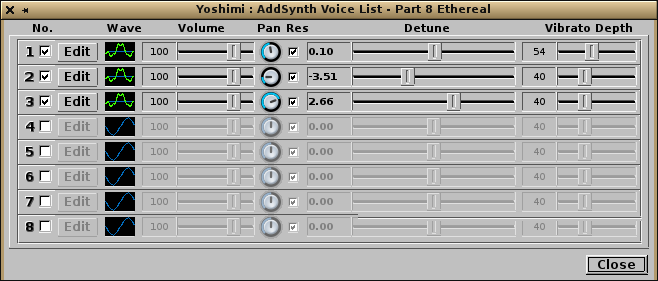 Yoshimi : AddSynth Voice List - Part 8 Ethereal
No. Wave Volume Pan Res Detune Vibrato Depth
1 Edit 100 0.10 54
2 Edit 100 -3.51 40
3 Edit 100 2.66 40
4 Edit 100 0.00 40
5 Edit 100 0.00 40
6 Edit 100 0.00 40
7 Edit 100 0.00 40
8 Edit 100 0.00 40
Close